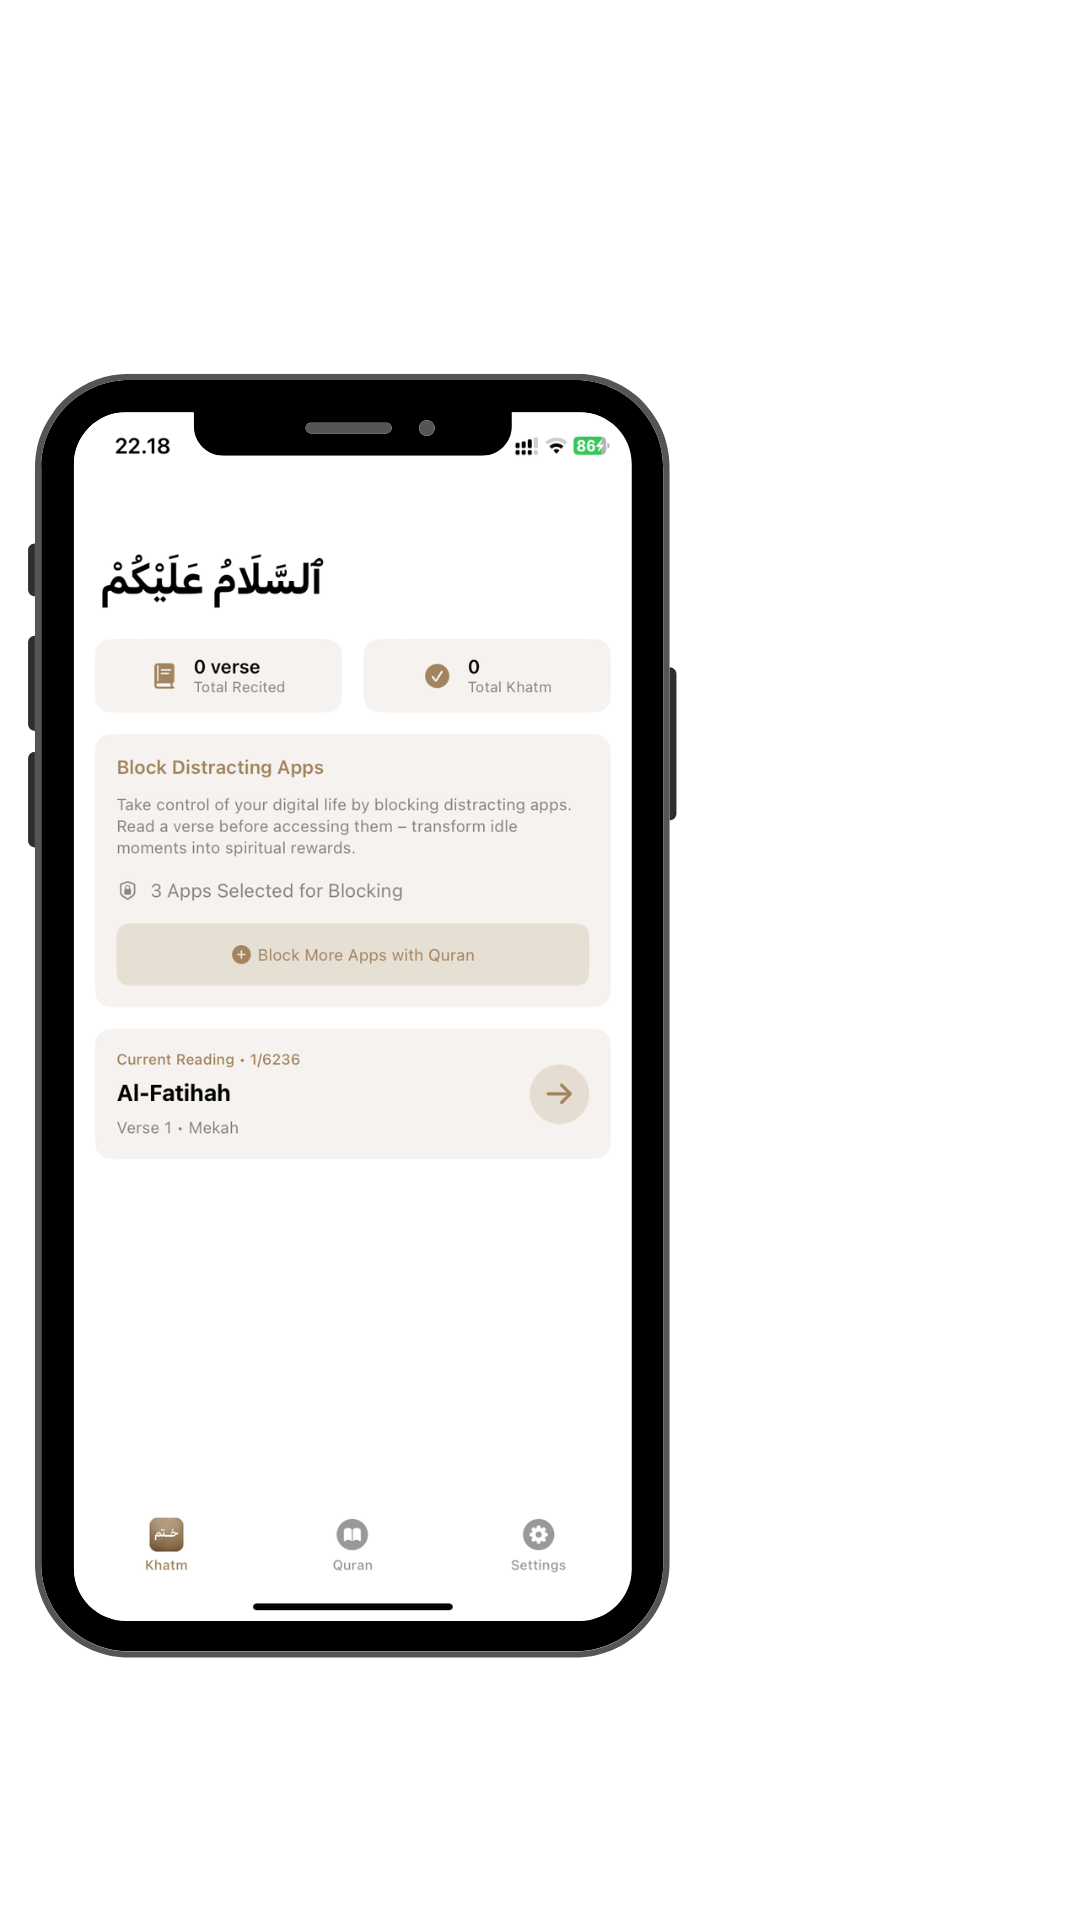 22.18
86
ٱلسَّلَامُ عَلَيْكُمْ
0 verse
Total Recited
0
Total Khatm
Block Distracting Apps
Take control of your digital life by blocking distracting apps.
Read a verse before accessing them – transform idle
moments into spiritual rewards.
3 Apps Selected for Blocking
Block More Apps with Quran
Current Reading • 1/6236
Al-Fatihah
Verse 1 • Mekah
ختم
Khatm
Quran
Settings